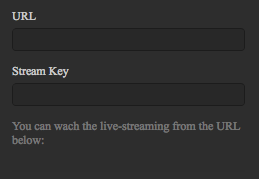 URL
Stream Key
You can wach the live-streaming from the URL
below: